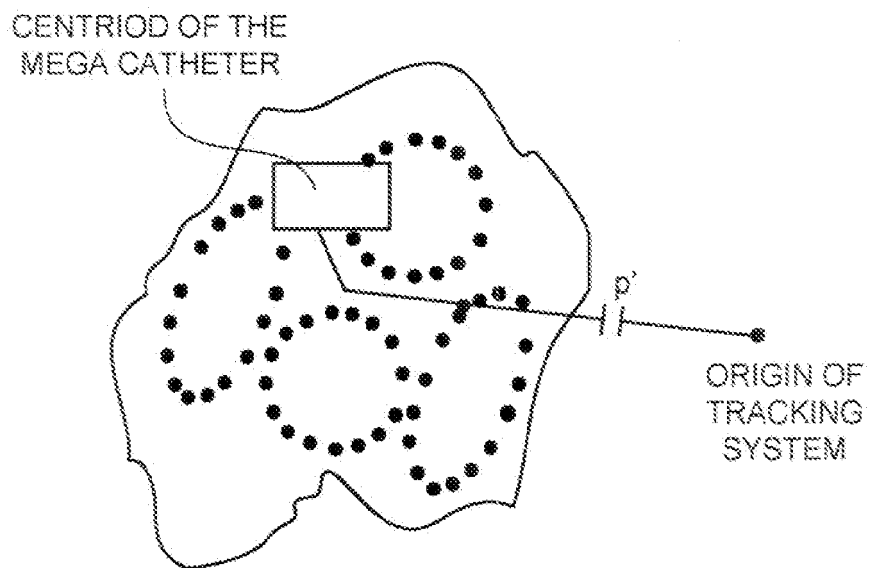 CENTRIOD OF THE
MEGA CATHETER
p'
ORIGIN OF
TRACKING
SYSTEM